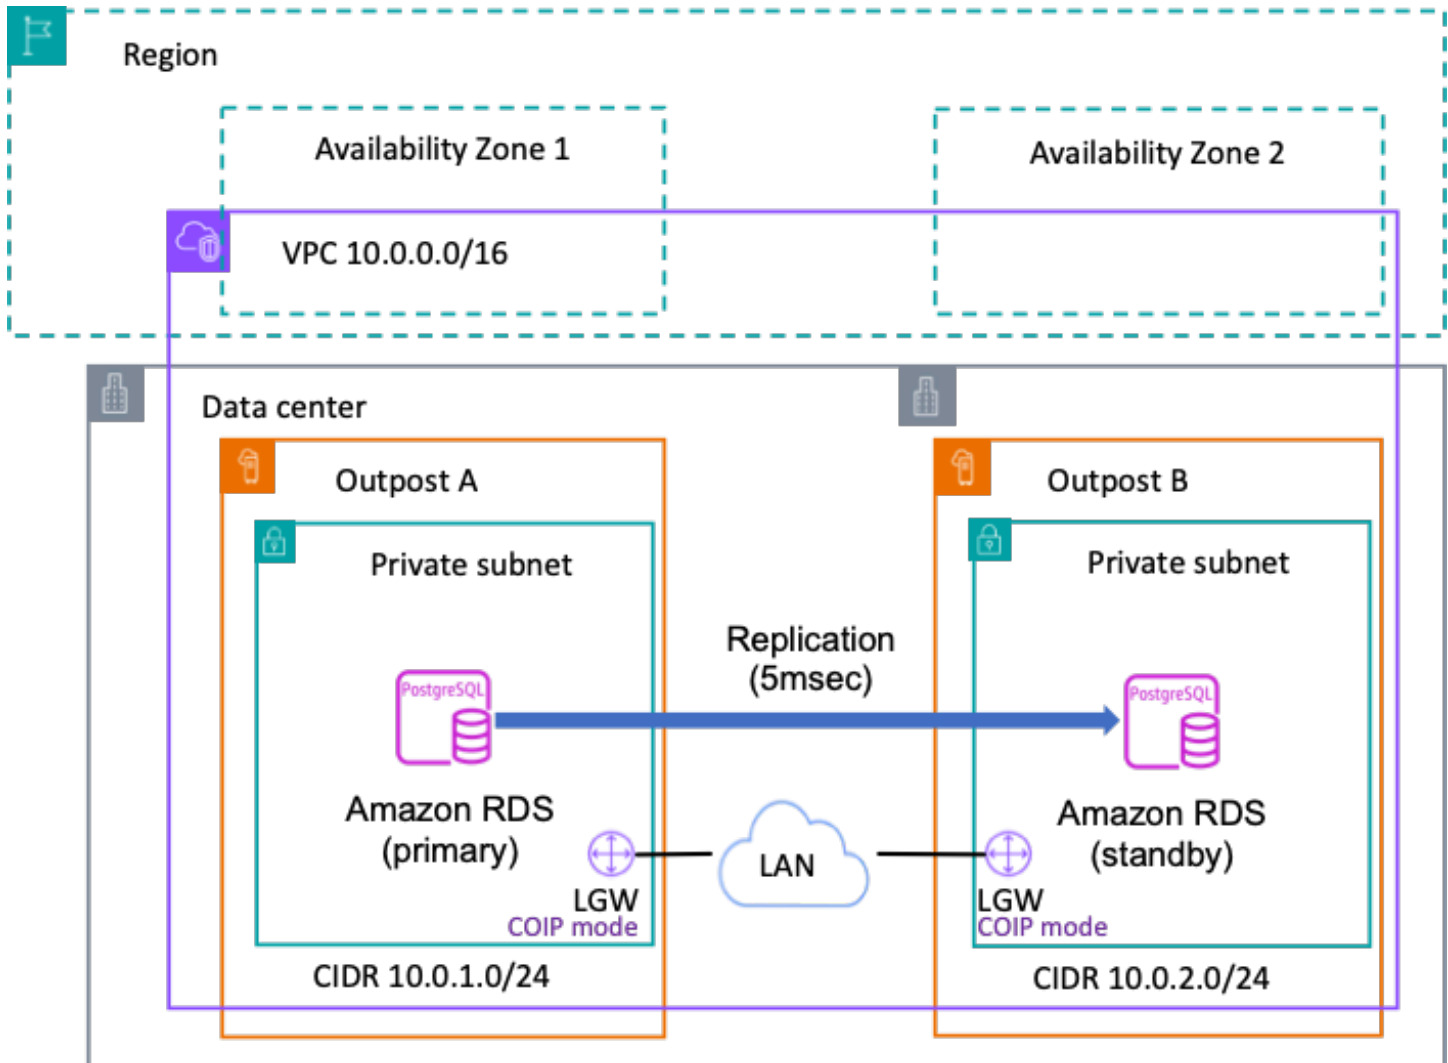 Region
Availability Zone 1
Availability Zone 2
VPC 10.0.0.0/16
Data center
Outpost A
Outpost B
Private subnet
Private subnet
Replication
(5msec)
PostgreSQL
PostgreSQL
Amazon RDS
(primary)
Amazon RDS
(standby)
LAN
LGW
COIP mode
LGW
COIP mode
CIDR 10.0.1.0/24
CIDR 10.0.2.0/24